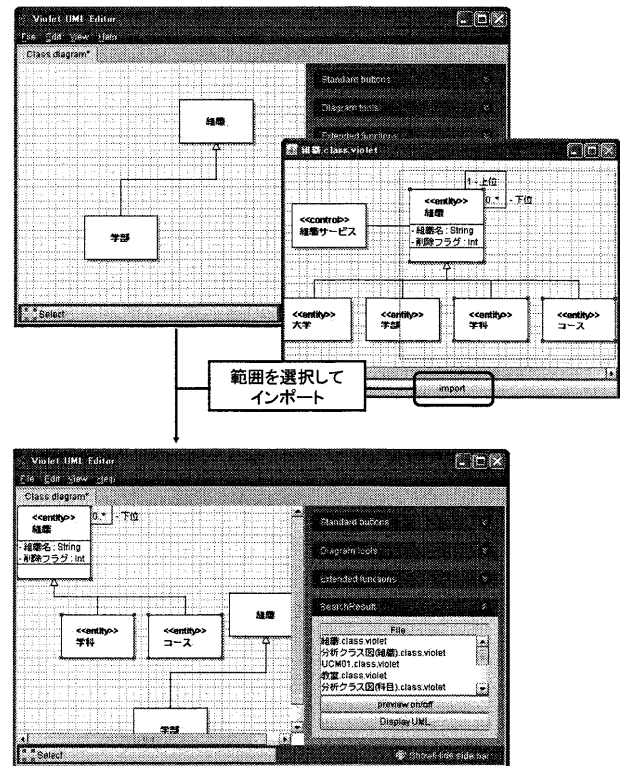 Violet UML Editor
File Edit View Help
Class diagram*
組織
学部
Standard buttons
Diagram tools
Extended functions
Select
組織.class.violet
1 - 上位
0..* - 下位
<<control>>
組織サービス
<<entity>>
組織
- 組織名 : String
- 削除フラグ : Int
<<entity>>
大学
<<entity>>
学部
<<entity>>
学科
<<entity>>
コース
import
範囲を選択して
インポート
Violet UML Editor
File Edit View Help
Class diagram*
<<entity>>
組織
0..* - 下位
- 組織名 : String
- 削除フラグ : Int
<<entity>>
学科
<<entity>>
コース
組織
学部
Standard buttons
Diagram tools
Extended functions
SearchResult
File
組織.class.violet
分析クラス図(組織).class.violet
UCM01.class.violet
教室.class.violet
分析クラス図(科目).class.violet
preview on/off
Display UML
Select
Show/Hide side bar